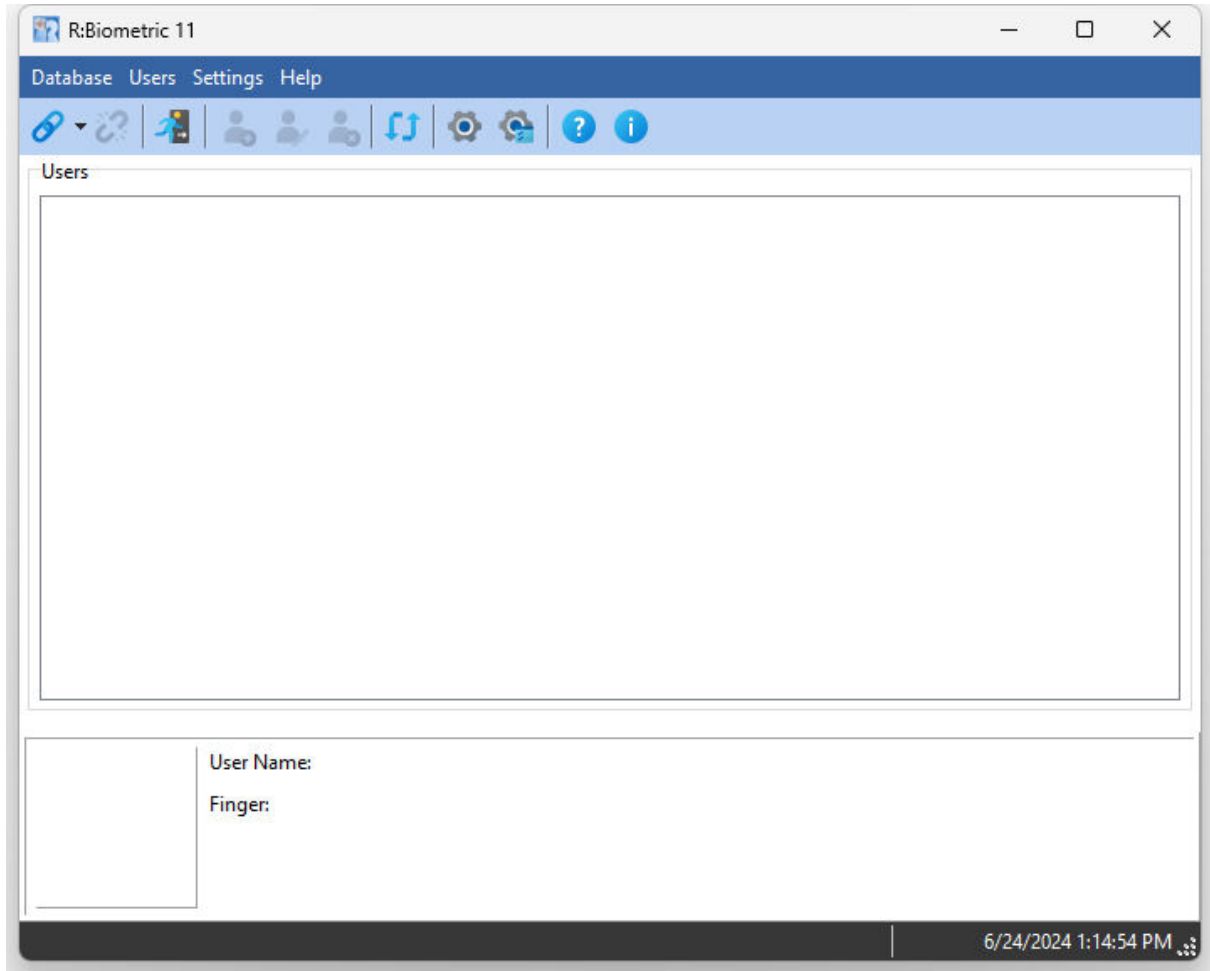 R:Biometric 11
Database Users Settings Help
? i
Users
User Name:
Finger:
6/24/2024 1:14:54 PM